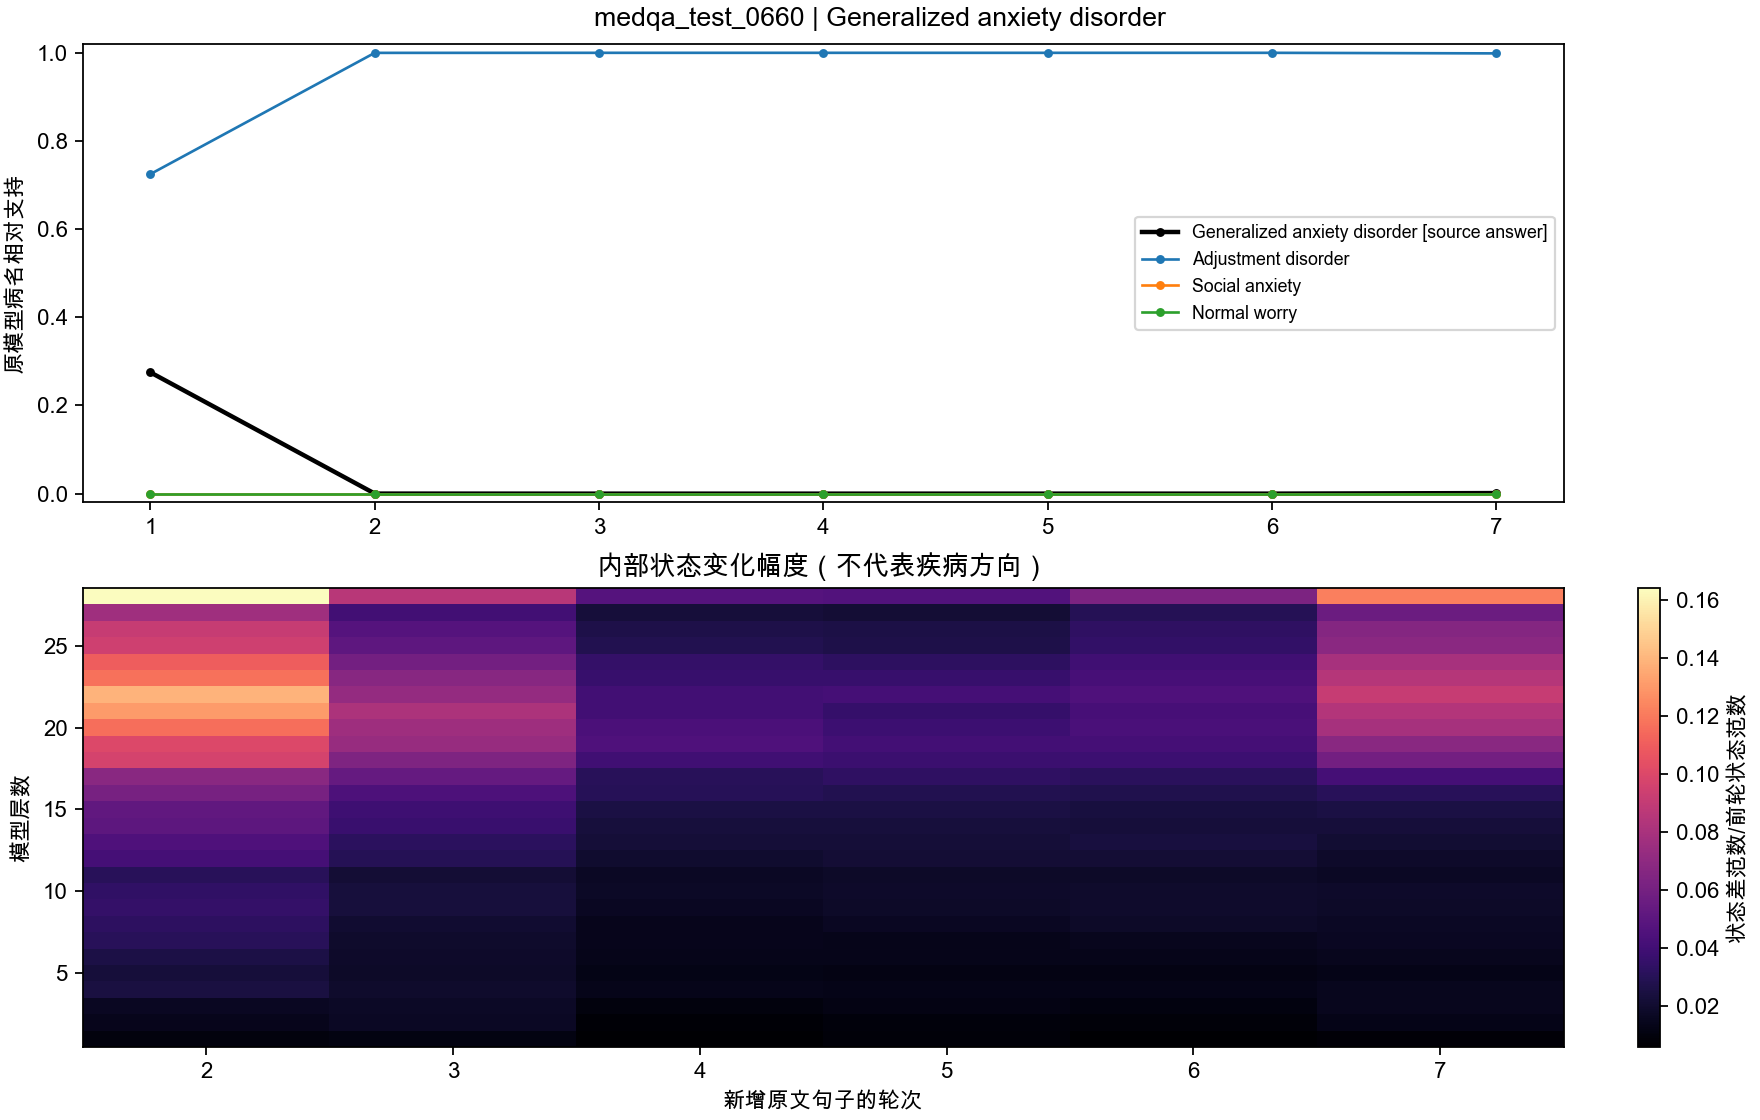 medqa_test_0660 | Generalized anxiety disorder
原模型病名相对支持
1.0
0.8
0.6
0.4
0.2
0.0
Generalized anxiety disorder [source answer]
Adjustment disorder
Social anxiety
Normal worry
1 2 3 4 5 6 7
内部状态变化幅度（不代表疾病方向）
模型层数
25
20
15
10
5
2 3 4 5 6 7
新增原文句子的轮次
0.16
0.14
0.12
0.10
0.08
0.06
0.04
0.02
状态差范数/前轮状态范数